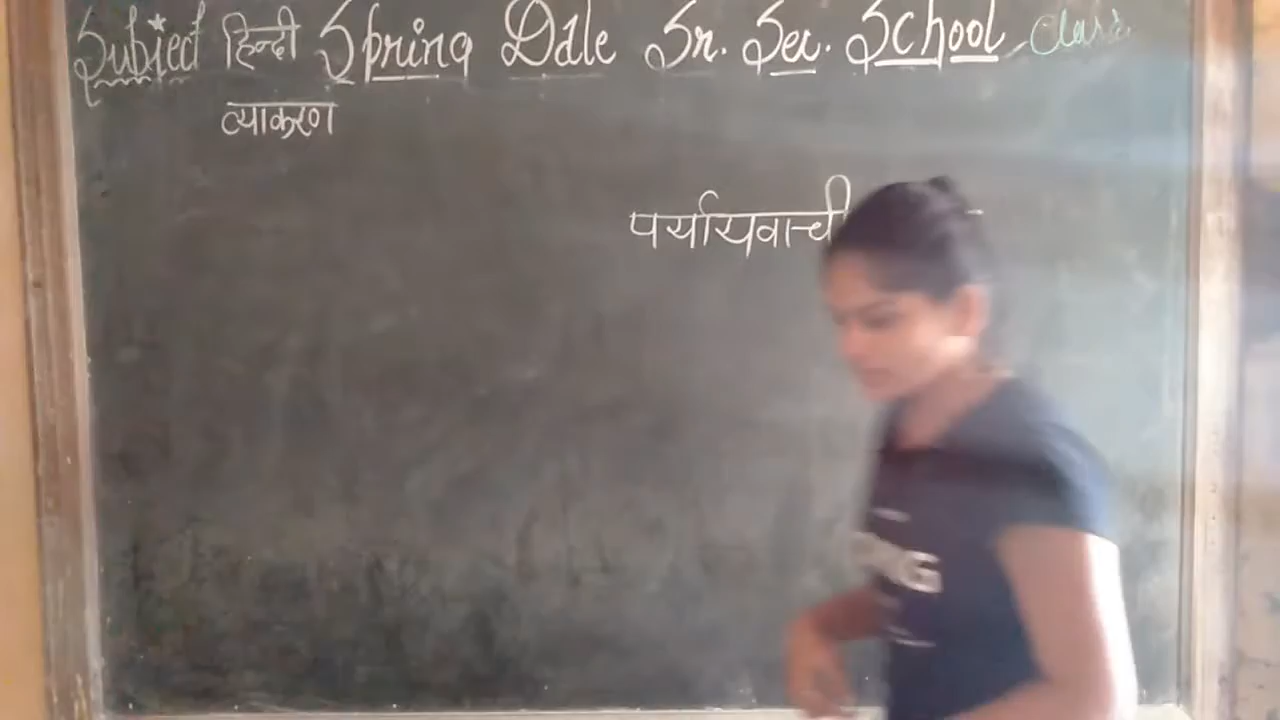 Subject हिन्दी Spring Dale Sr. Sec. School Class
व्याकरण
पर्यायवाची